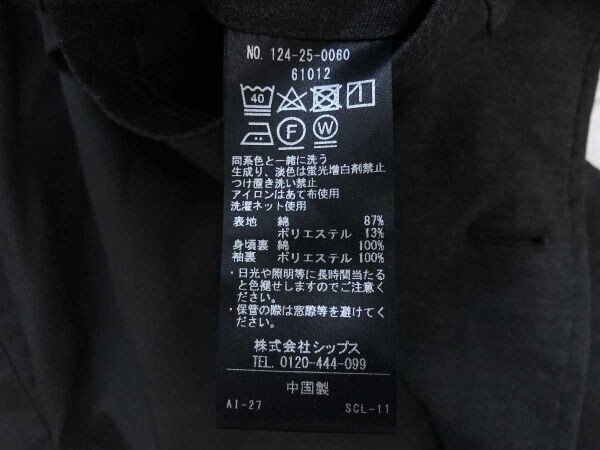 NO. 124-25-0060
61012
40
F W
同系色と一緒に洗う
生成り、淡色は蛍光増白剤禁止
つけ置き洗い禁止
アイロンはあて布使用
洗濯ネット使用
表地 綿 87%
ポリエステル 13%
身頃裏 綿 100%
袖裏 ポリエステル 100%
・日光や照明等に長時間当たる
と色褪せしますのでご注意く
ださい。
・保管の際は窓際等を避けてく
ください。
株式会社シップス
TEL. 0120-444-099
中国製
AI-27 SCL-11